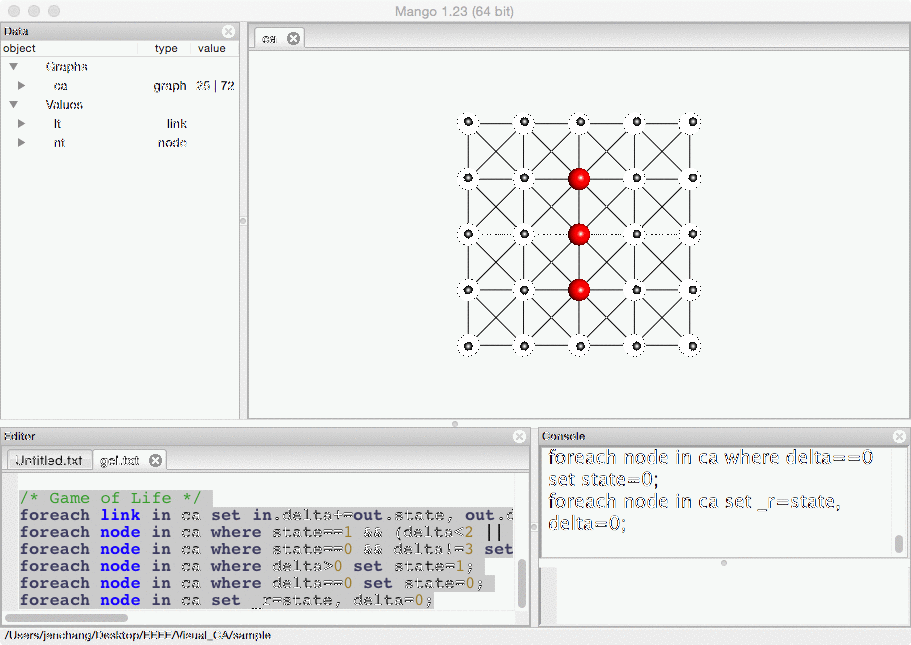 Mango 1.23 (64 bit)
Data
object type value
Graphs
ca graph 25 | 72
Values
lt link
nt node
ca
Editor
Untitled.txt gol.txt
/* Game of Life */
foreach link in ca set in.delta+=out.state, out.d
foreach node in ca where state==1 && (delta<2 ||
foreach node in ca where state==0 && delta!=3 set
foreach node in ca where delta>0 set state=1;
foreach node in ca where delta==0 set state=0;
foreach node in ca set _r=state, delta=0;
Console
foreach node in ca where delta==0
set state=0;
foreach node in ca set _r=state,
delta=0;
/Users/jenchang/Desktop/EEEE/Visual_CA/sample